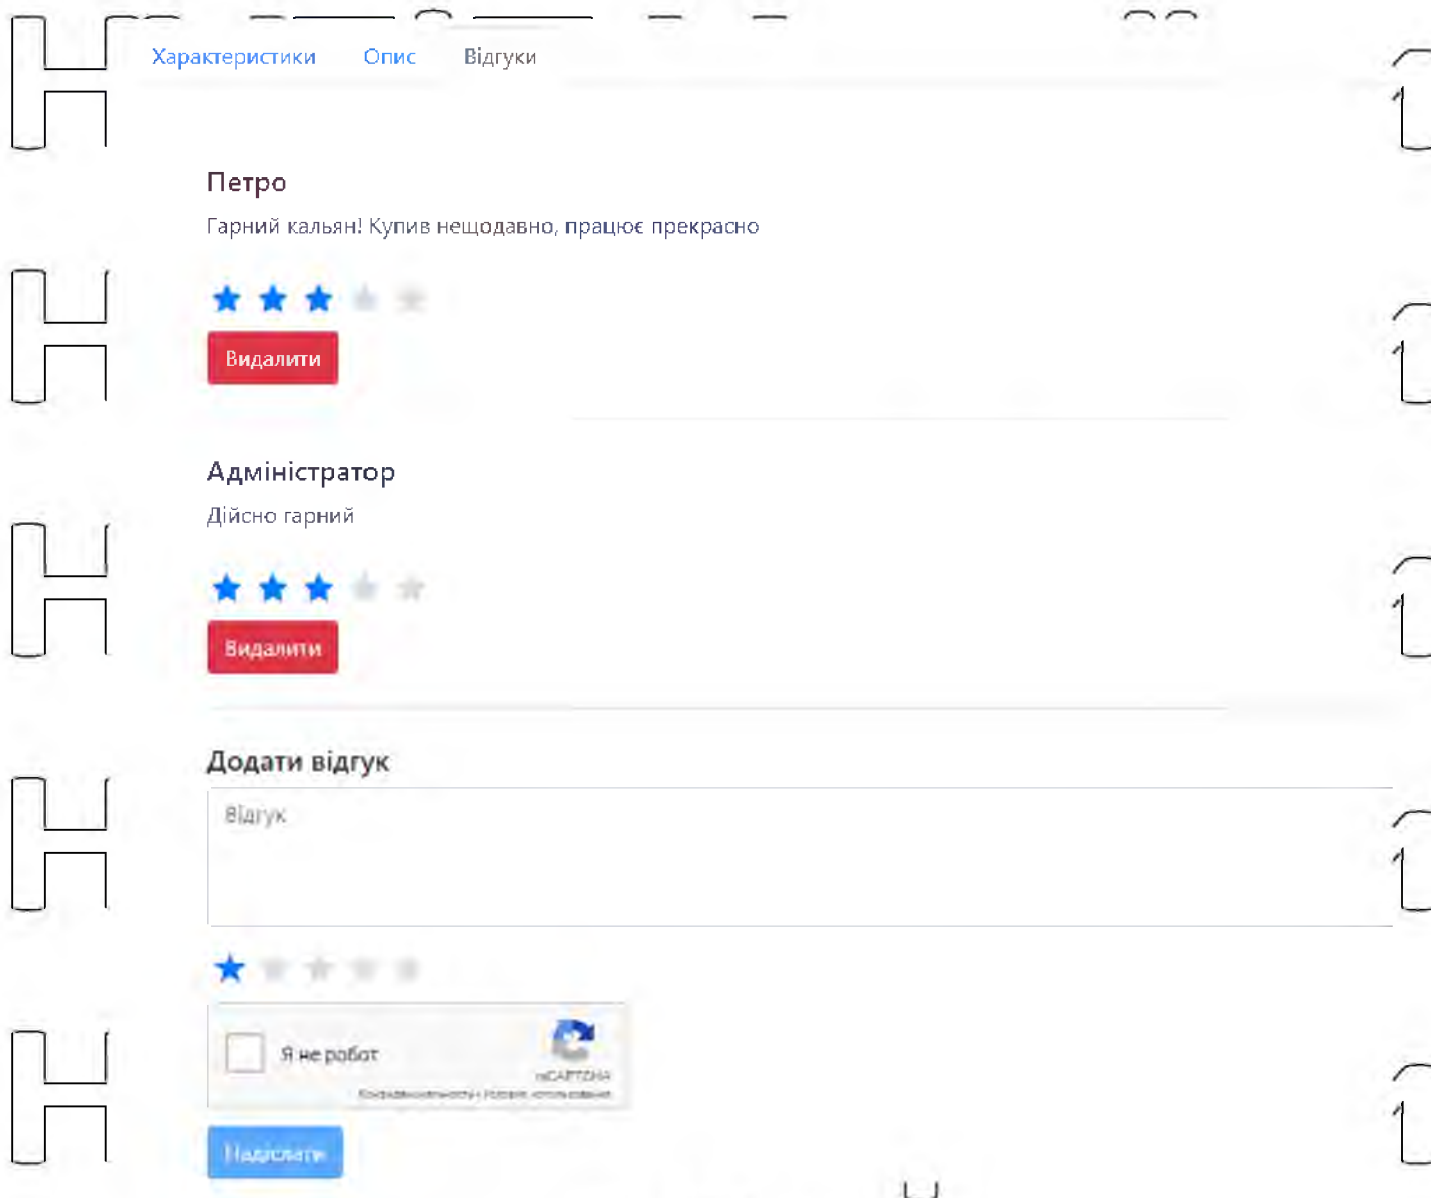 Характеристики Опис Відгуки
Петро
Гарний кальян! Купив нещодавно, працює прекрасно
Видалити
Адміністратор
Дійсно гарний
Видалити
Додати відгук
Відгук
Я не робот
reCAPTCHA
Надіслати